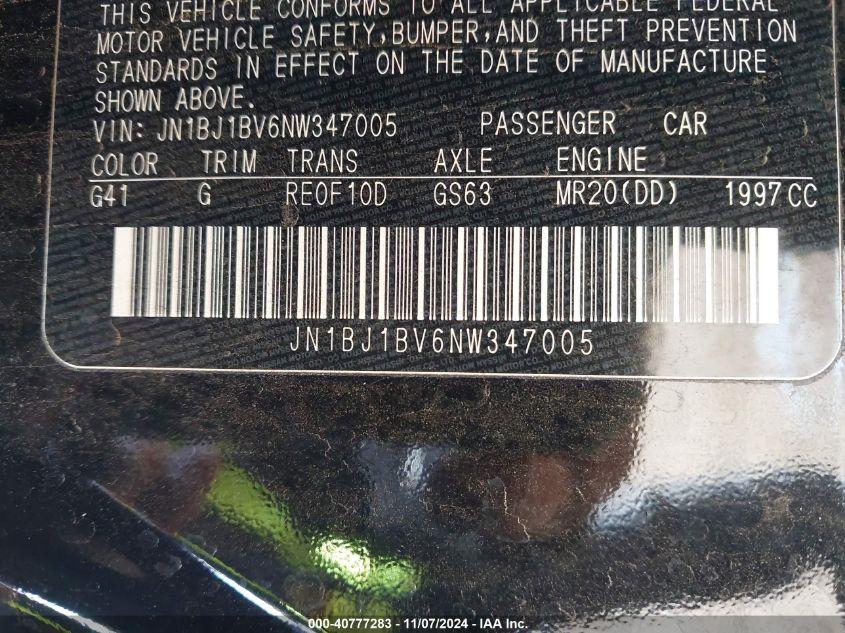 THIS VEHICLE CONFORMS TO ALL APPLICABLE FEDERAL
MOTOR VEHICLE SAFETY, BUMPER, AND THEFT PREVENTION
STANDARDS IN EFFECT ON THE DATE OF MANUFACTURE
SHOWN ABOVE.
VIN: JN1BJ1BV6NW347005 PASSENGER CAR
COLOR TRIM TRANS AXLE ENGINE
G41 G RE0F10D GS63 MR20(DD) 1997CC
JN1BJ1BV6NW347005
000-40777283 - 11/07/2024 - IAA Inc.